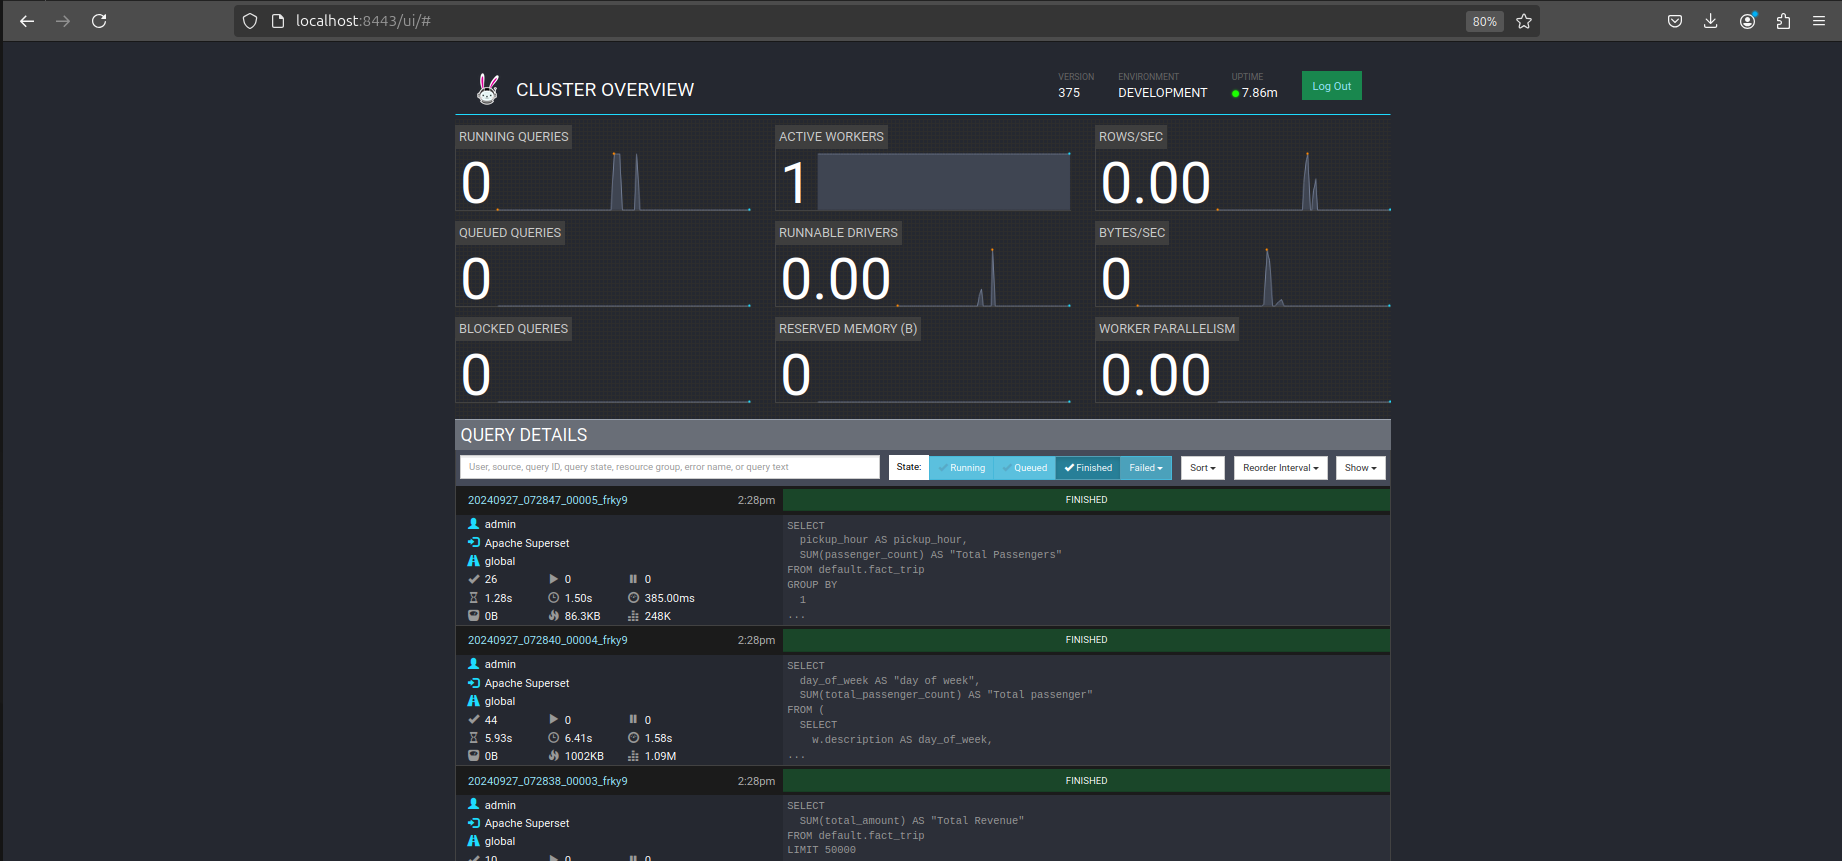 localhost:8443/ui/#
80%
CLUSTER OVERVIEW
VERSION
375
ENVIRONMENT
DEVELOPMENT
UPTIME
7.86m
Log Out
RUNNING QUERIES
0
ACTIVE WORKERS
1
ROWS/SEC
0.00
QUEUED QUERIES
0
RUNNABLE DRIVERS
0.00
BYTES/SEC
0
BLOCKED QUERIES
0
RESERVED MEMORY (B)
0
WORKER PARALLELISM
0.00
QUERY DETAILS
User, source, query ID, query state, resource group, error name, or query text
State: Running Queued Finished Failed
Sort
Reorder Interval
Show
20240927_072847_00005_frky9 2:28pm
FINISHED
admin
Apache Superset
global
26 0 0
1.28s 1.50s 385.00ms
0B 86.3KB 248K
SELECT
pickup_hour AS pickup_hour,
SUM(passenger_count) AS "Total Passengers"
FROM default.fact_trip
GROUP BY
1
...
20240927_072840_00004_frky9 2:28pm
FINISHED
admin
Apache Superset
global
44 0 0
5.93s 6.41s 1.58s
0B 1002KB 1.09M
SELECT
day_of_week AS "day of week",
SUM(total_passenger_count) AS "Total passenger"
FROM (
SELECT
w.description AS day_of_week,
...
20240927_072838_00003_frky9 2:28pm
FINISHED
admin
Apache Superset
global
10 0 0
SELECT
SUM(total_amount) AS "Total Revenue"
FROM default.fact_trip
LIMIT 50000